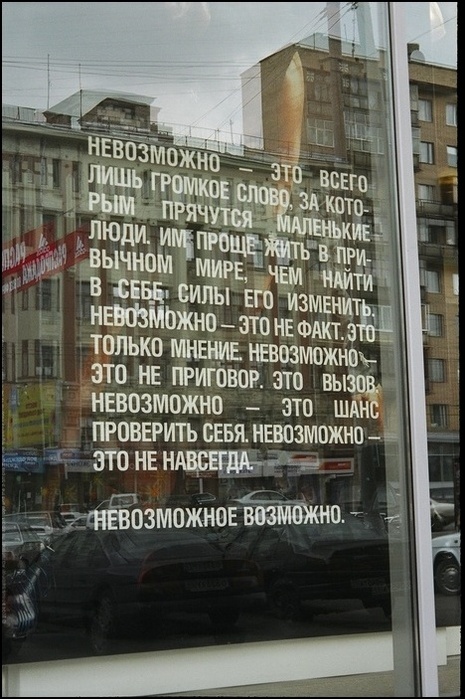 НЕВОЗМОЖНО — ЭТО ВСЕГО
ЛИШЬ ГРОМКОЕ СЛОВО, ЗА КОТО-
РЫМ ПРЯЧУТСЯ МАЛЕНЬКИЕ
ЛЮДИ. ИМ ПРОЩЕ ЖИТЬ В ПРИ-
ВЫЧНОМ МИРЕ, ЧЕМ НАЙТИ
В СЕБЕ СИЛЫ ЕГО ИЗМЕНИТЬ.
НЕВОЗМОЖНО — ЭТО НЕ ФАКТ. ЭТО
ТОЛЬКО МНЕНИЕ. НЕВОЗМОЖНО —
ЭТО НЕ ПРИГОВОР. ЭТО ВЫЗОВ.
НЕВОЗМОЖНО — ЭТО ШАНС
ПРОВЕРИТЬ СЕБЯ. НЕВОЗМОЖНО —
ЭТО НЕ НАВСЕГДА.
НЕВОЗМОЖНОЕ ВОЗМОЖНО.